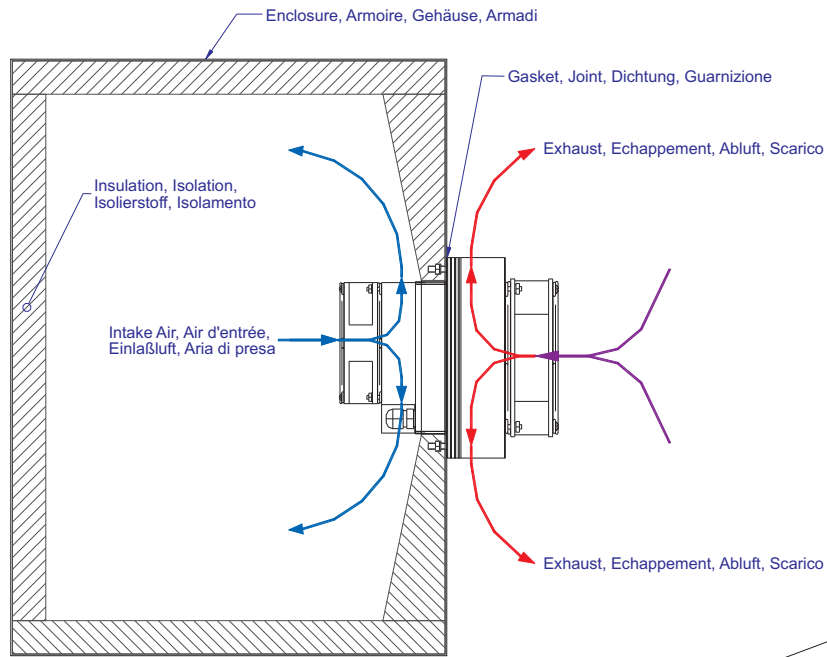 Enclosure, Armoire, Gehäuse, Armadi
Gasket, Joint, Dichtung, Guarnizione
Exhaust, Echappement, Abluft, Scarico
Insulation, Isolation,
Isolierstoff, Isolamento
Intake Air, Air d'entrée,
Einlaßluft, Aria di presa
Exhaust, Echappement, Abluft, Scarico